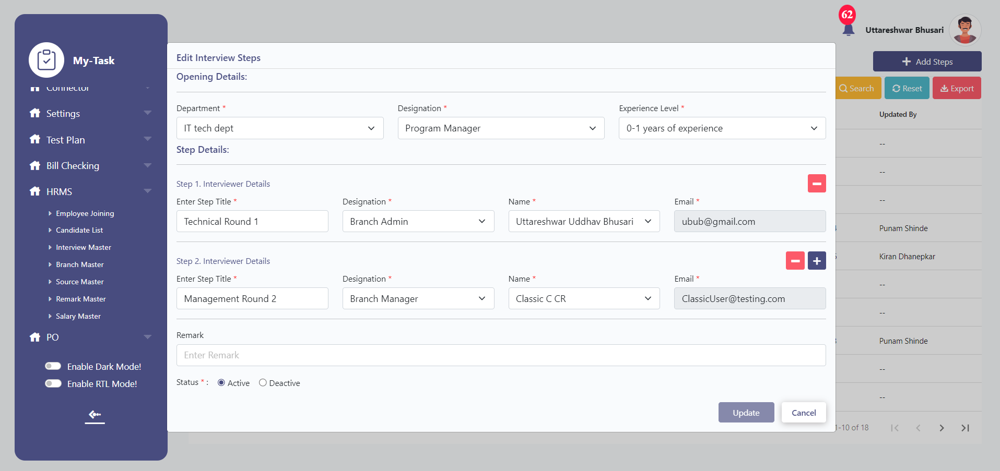 62
Uttareshwar Bhusari
My-Task
Connector
Settings
Test Plan
Bill Checking
HRMS
Employee Joining
Candidate List
Interview Master
Branch Master
Source Master
Remark Master
Salary Master
PO
Enable Dark Mode!
Enable RTL Mode!
Add Steps
Search Reset Export
Edit Interview Steps
Opening Details:
Department * Designation * Experience Level *
IT tech dept Program Manager 0-1 years of experience
Step Details:
Step 1. Interviewer Details
Enter Step Title * Designation * Name * Email *
Technical Round 1 Branch Admin Uttareshwar Uddhav Bhusari ubub@gmail.com
Step 2. Interviewer Details
Enter Step Title * Designation * Name * Email *
Management Round 2 Branch Manager Classic C CR ClassicUser@testing.com
Remark
Enter Remark
Status * : Active Deactive
Update Cancel
Updated By
--
--
--
Punam Shinde
Kiran Dhanepkar
--
--
Punam Shinde
--
--
1-10 of 18